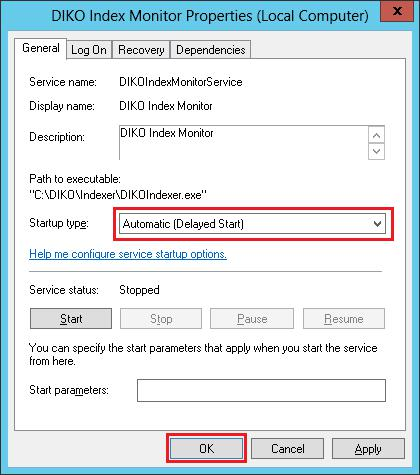 DIKO Index Monitor Properties (Local Computer)
x
General Log On Recovery Dependencies
Service name: DIKOIndexMonitorService
Display name: DIKO Index Monitor
Description: DIKO Index Monitor
Path to executable:
"C:\DIKO\Indexer\DIKOIndexer.exe"
Startup type: Automatic (Delayed Start)
Help me configure service startup options.
Service status: Stopped
Start Stop Pause Resume
You can specify the start parameters that apply when you start the service
from here.
Start parameters:
OK Cancel Apply